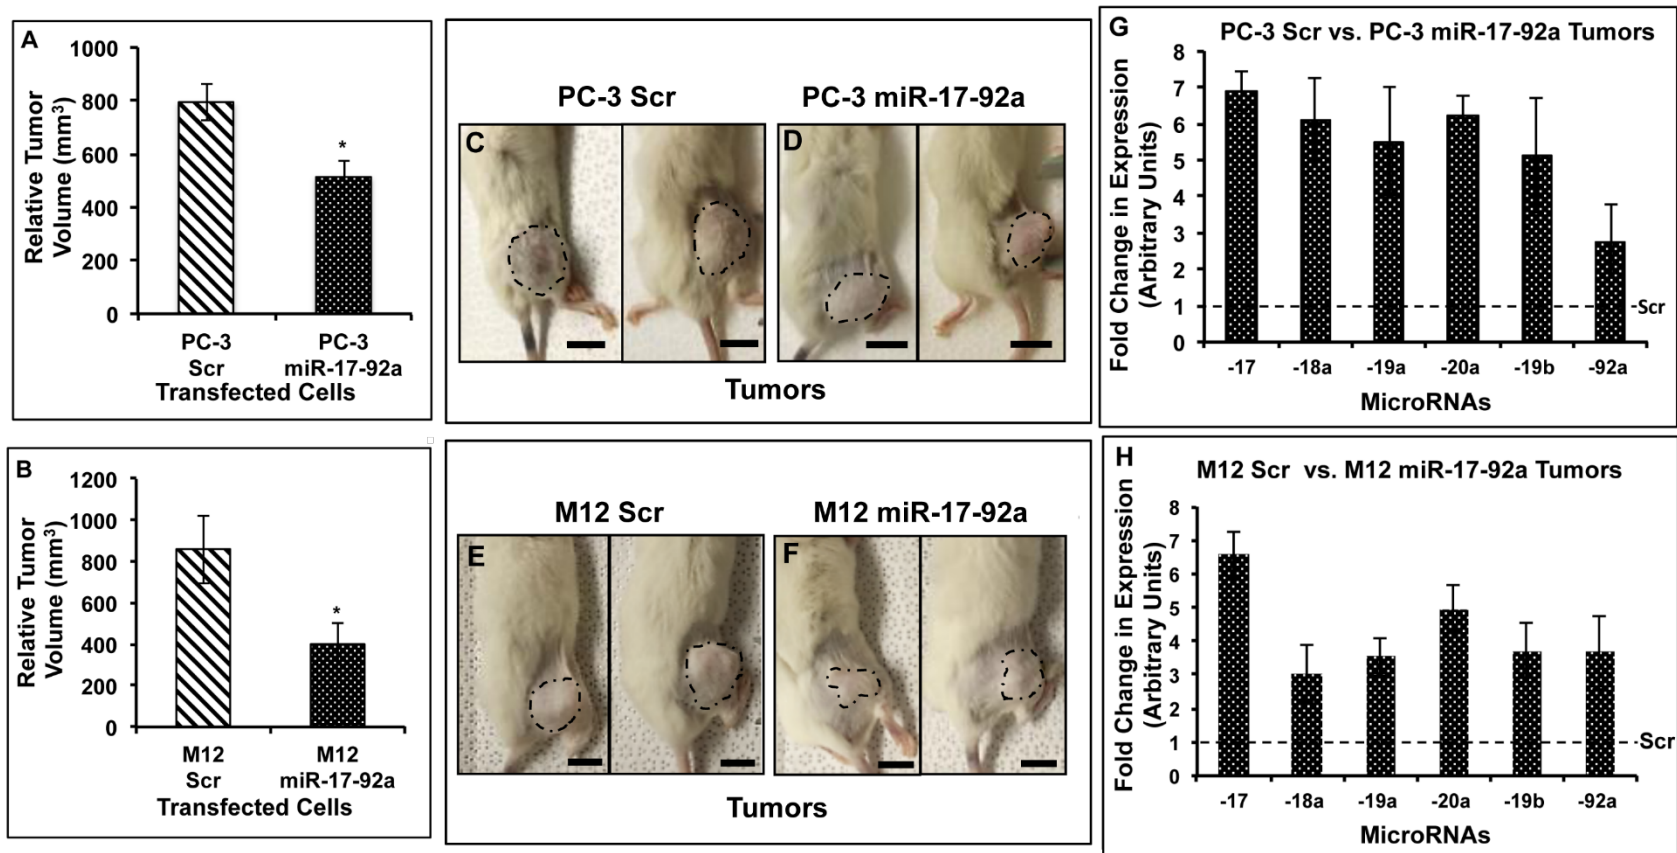 A
1000
800
600
400
200
0
Relative Tumor
Volume (mm³)
*
PC-3
Scr
PC-3
miR-17-92a
Transfected Cells
B
1200
1000
800
600
400
200
0
Relative Tumor
Volume (mm³)
*
M12
Scr
M12
miR-17-92a
Transfected Cells
PC-3 Scr
PC-3 miR-17-92a
C
D
Tumors
M12 Scr
M12 miR-17-92a
E
F
Tumors
G
PC-3 Scr vs. PC-3 miR-17-92a Tumors
8
7
6
5
4
3
2
1
0
Fold Change in Expression
(Arbitrary Units)
Scr
-17
-18a
-19a
-20a
-19b
-92a
MicroRNAs
H
M12 Scr vs. M12 miR-17-92a Tumors
8
7
6
5
4
3
2
1
0
Fold Change in Expression
(Arbitrary Units)
Scr
-17
-18a
-19a
-20a
-19b
-92a
MicroRNAs